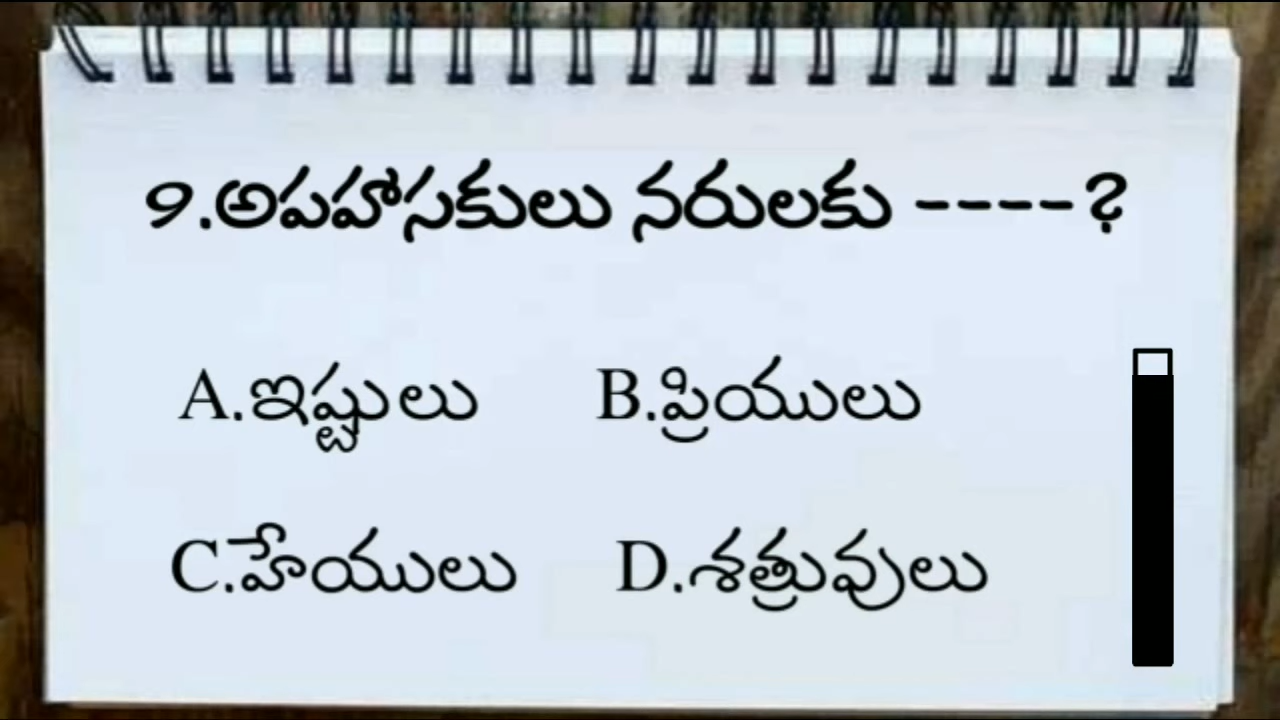 9.అపహాసకులు నరులకు ----?
A.ఇష్టులు B.ప్రియులు
C.హేయులు D.శత్రువులు